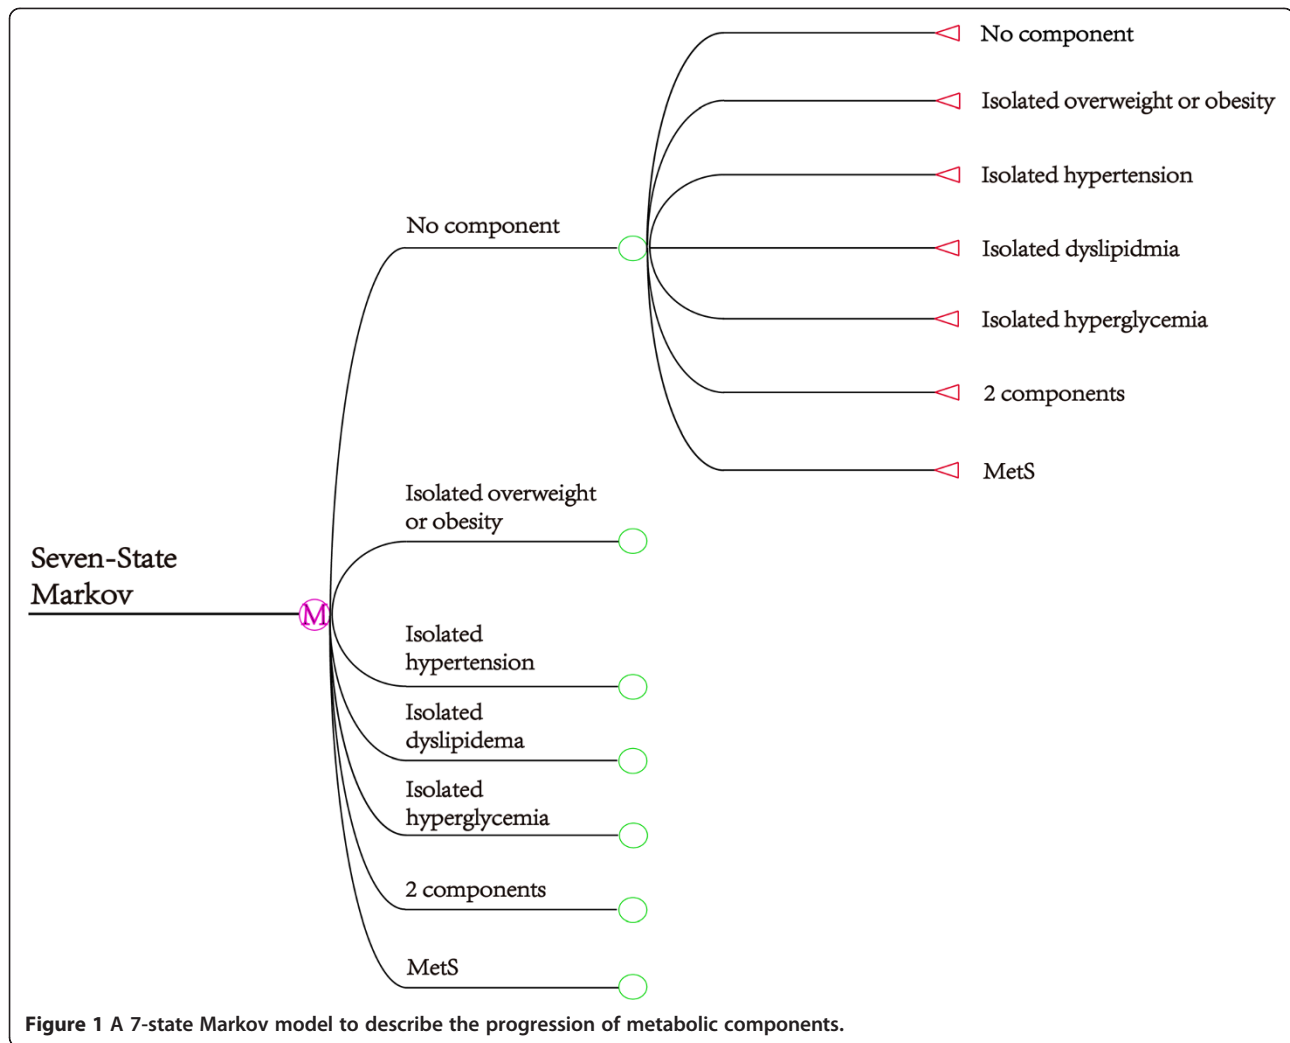 No component
Isolated overweight or obesity
Isolated hypertension
No component
Isolated dyslipidmia
Isolated hyperglycemia
2 components
MetS
Isolated overweight
or obesity
Seven-State
Markov
M
Isolated
hypertension
Isolated
dyslipidema
Isolated
hyperglycemia
2 components
MetS
Figure 1 A 7-state Markov model to describe the progression of metabolic components.